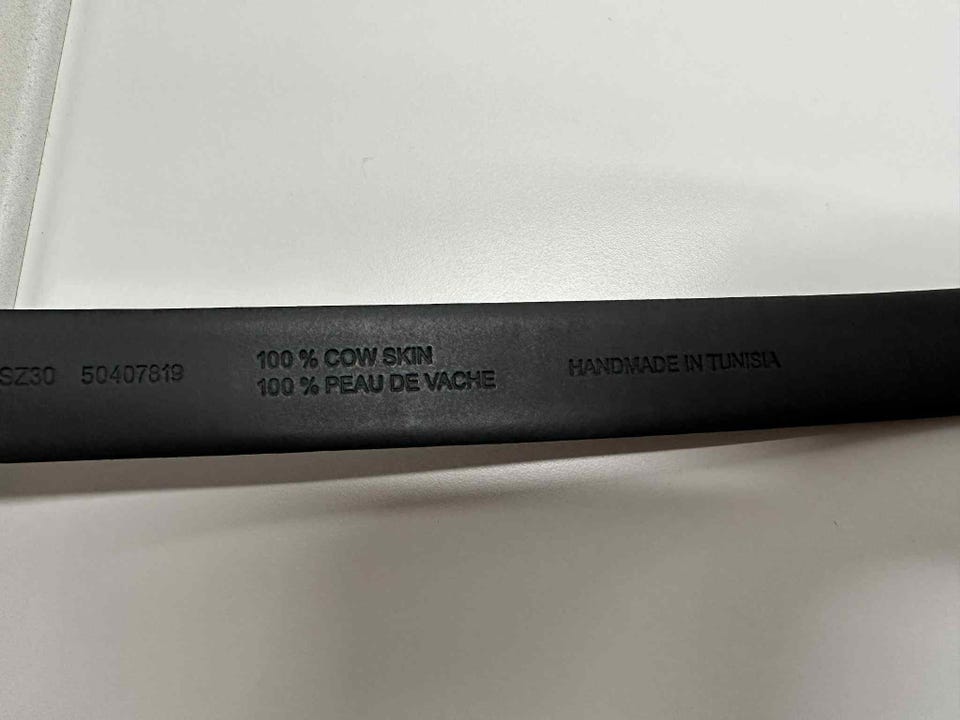 SZ30 50407819
100 % COW SKIN
100 % PEAU DE VACHE
HANDMADE IN TUNISIA